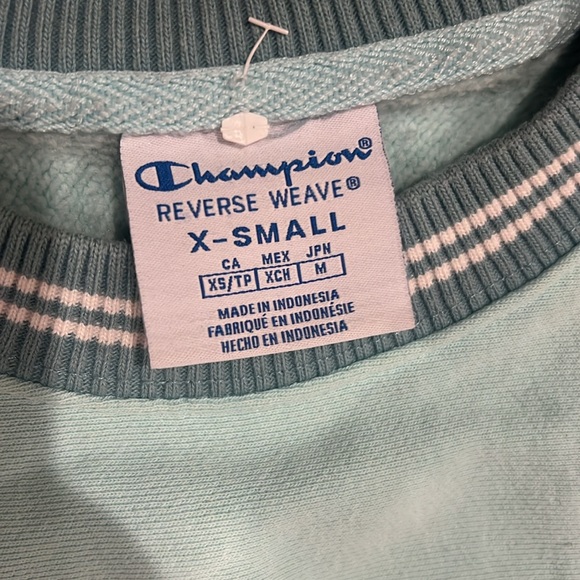 Champion®
REVERSE WEAVE®
X-SMALL
CA MEX JPN
XS/TP XCH M
MADE IN INDONESIA
FABRIQUÉ EN INDONÉSIE
HECHO EN INDONESIA